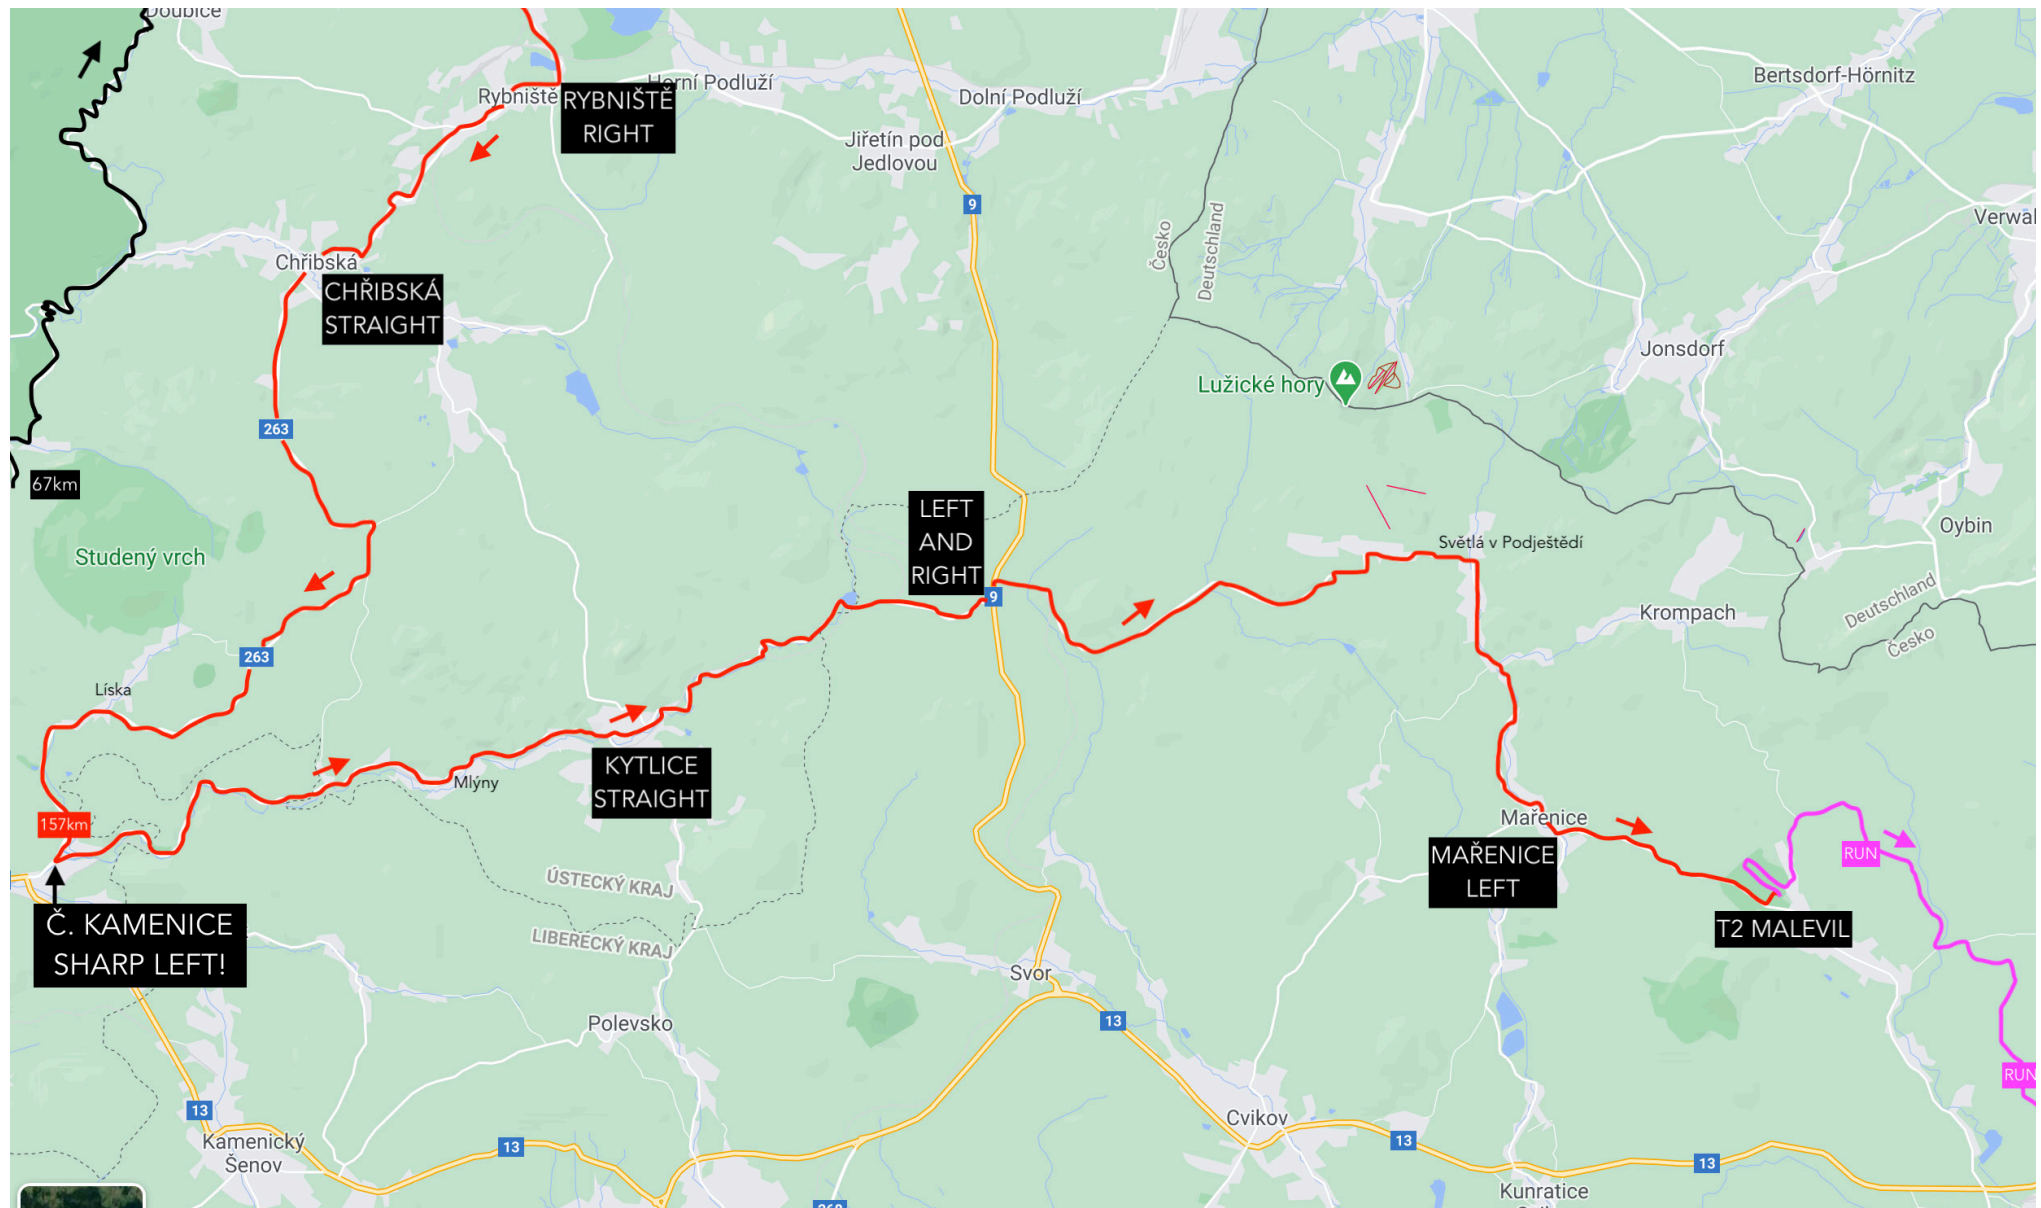 Doubice
Rybniště
RYBNIŠTĚ
RIGHT
Horní Podluží
Dolní Podluží
Jiřetín pod
Jedlovou
9
Česko
Deutschland
Bertsdorf-Hörnitz
Verwal
Chřibská
CHŘIBSKÁ
STRAIGHT
Jonsdorf
Lužické hory
263
67km
Studený vrch
LEFT
AND
RIGHT
9
Světlá v Podještědí
Oybin
Krompach
Deutschland
Česko
263
Líska
Mlýny
KYTLICE
STRAIGHT
157km
Mařenice
MAŘENICE
LEFT
RUN
T2 MALEVIL
Č. KAMENICE
SHARP LEFT!
ÚSTECKÝ KRAJ
LIBERECKÝ KRAJ
Svor
Polevsko
13
RUN
13
Kamenický
Šenov
13
Cvikov
13
13
Kunratice